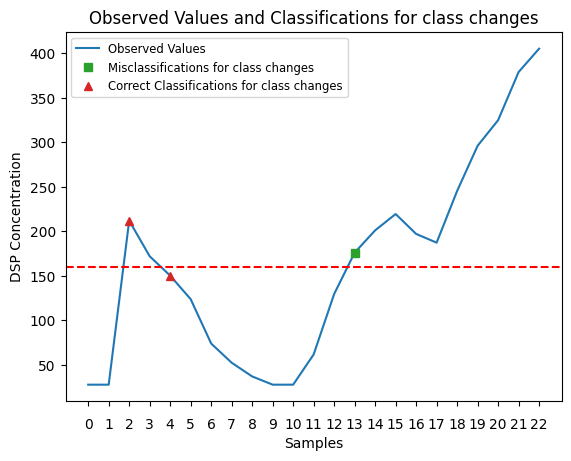 Observed Values and Classifications for class changes
Observed Values
Misclassifications for class changes
Correct Classifications for class changes
400
350
300
250
200
150
100
50
DSP Concentration
0 1 2 3 4 5 6 7 8 9 10 11 12 13 14 15 16 17 18 19 20 21 22
Samples